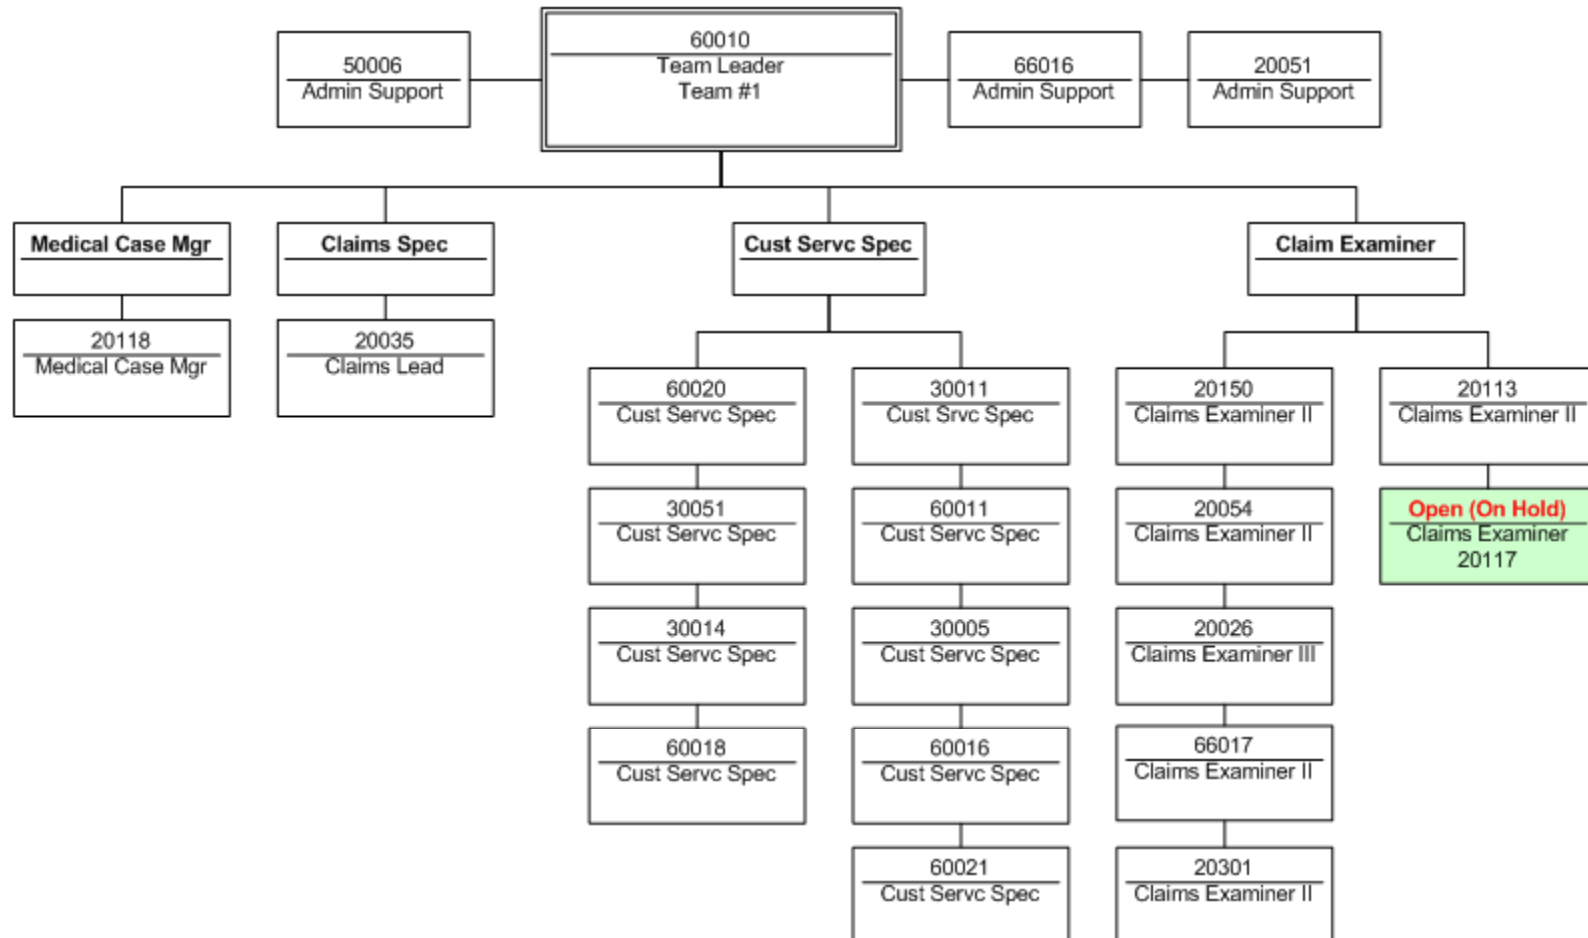 60010
Team Leader
Team #1
50006
Admin Support
66016
Admin Support
20051
Admin Support
Medical Case Mgr
Claims Spec
Cust Servc Spec
Claim Examiner
20118
Medical Case Mgr
20035
Claims Lead
60020
Cust Servc Spec
30051
Cust Servc Spec
30014
Cust Servc Spec
60018
Cust Servc Spec
30011
Cust Srvc Spec
60011
Cust Servc Spec
30005
Cust Servc Spec
60016
Cust Servc Spec
60021
Cust Servc Spec
20150
Claims Examiner II
20054
Claims Examiner II
20026
Claims Examiner III
66017
Claims Examiner II
20301
Claims Examiner II
20113
Claims Examiner II
Open (On Hold)
Claims Examiner
20117